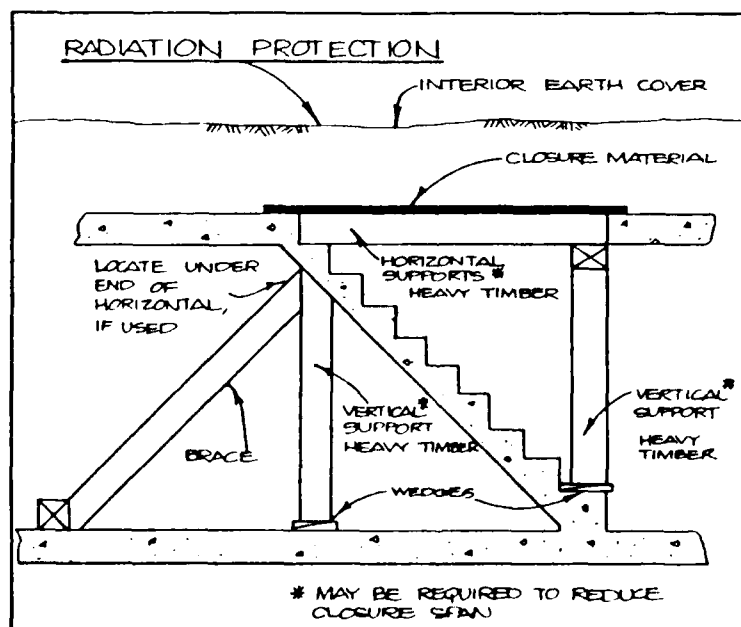 RADIATION PROTECTION
INTERIOR EARTH COVER
CLOSURE MATERIAL
LOCATE UNDER
END OF
HORIZONTAL,
IF USED
HORIZONTAL
SUPPORTS *
HEAVY TIMBER
VERTICAL *
SUPPORT
HEAVY TIMBER
VERTICAL *
SUPPORT
HEAVY
TIMBER
BRACE
WEDGES
* MAY BE REQUIRED TO REDUCE
CLOSURE SPAN